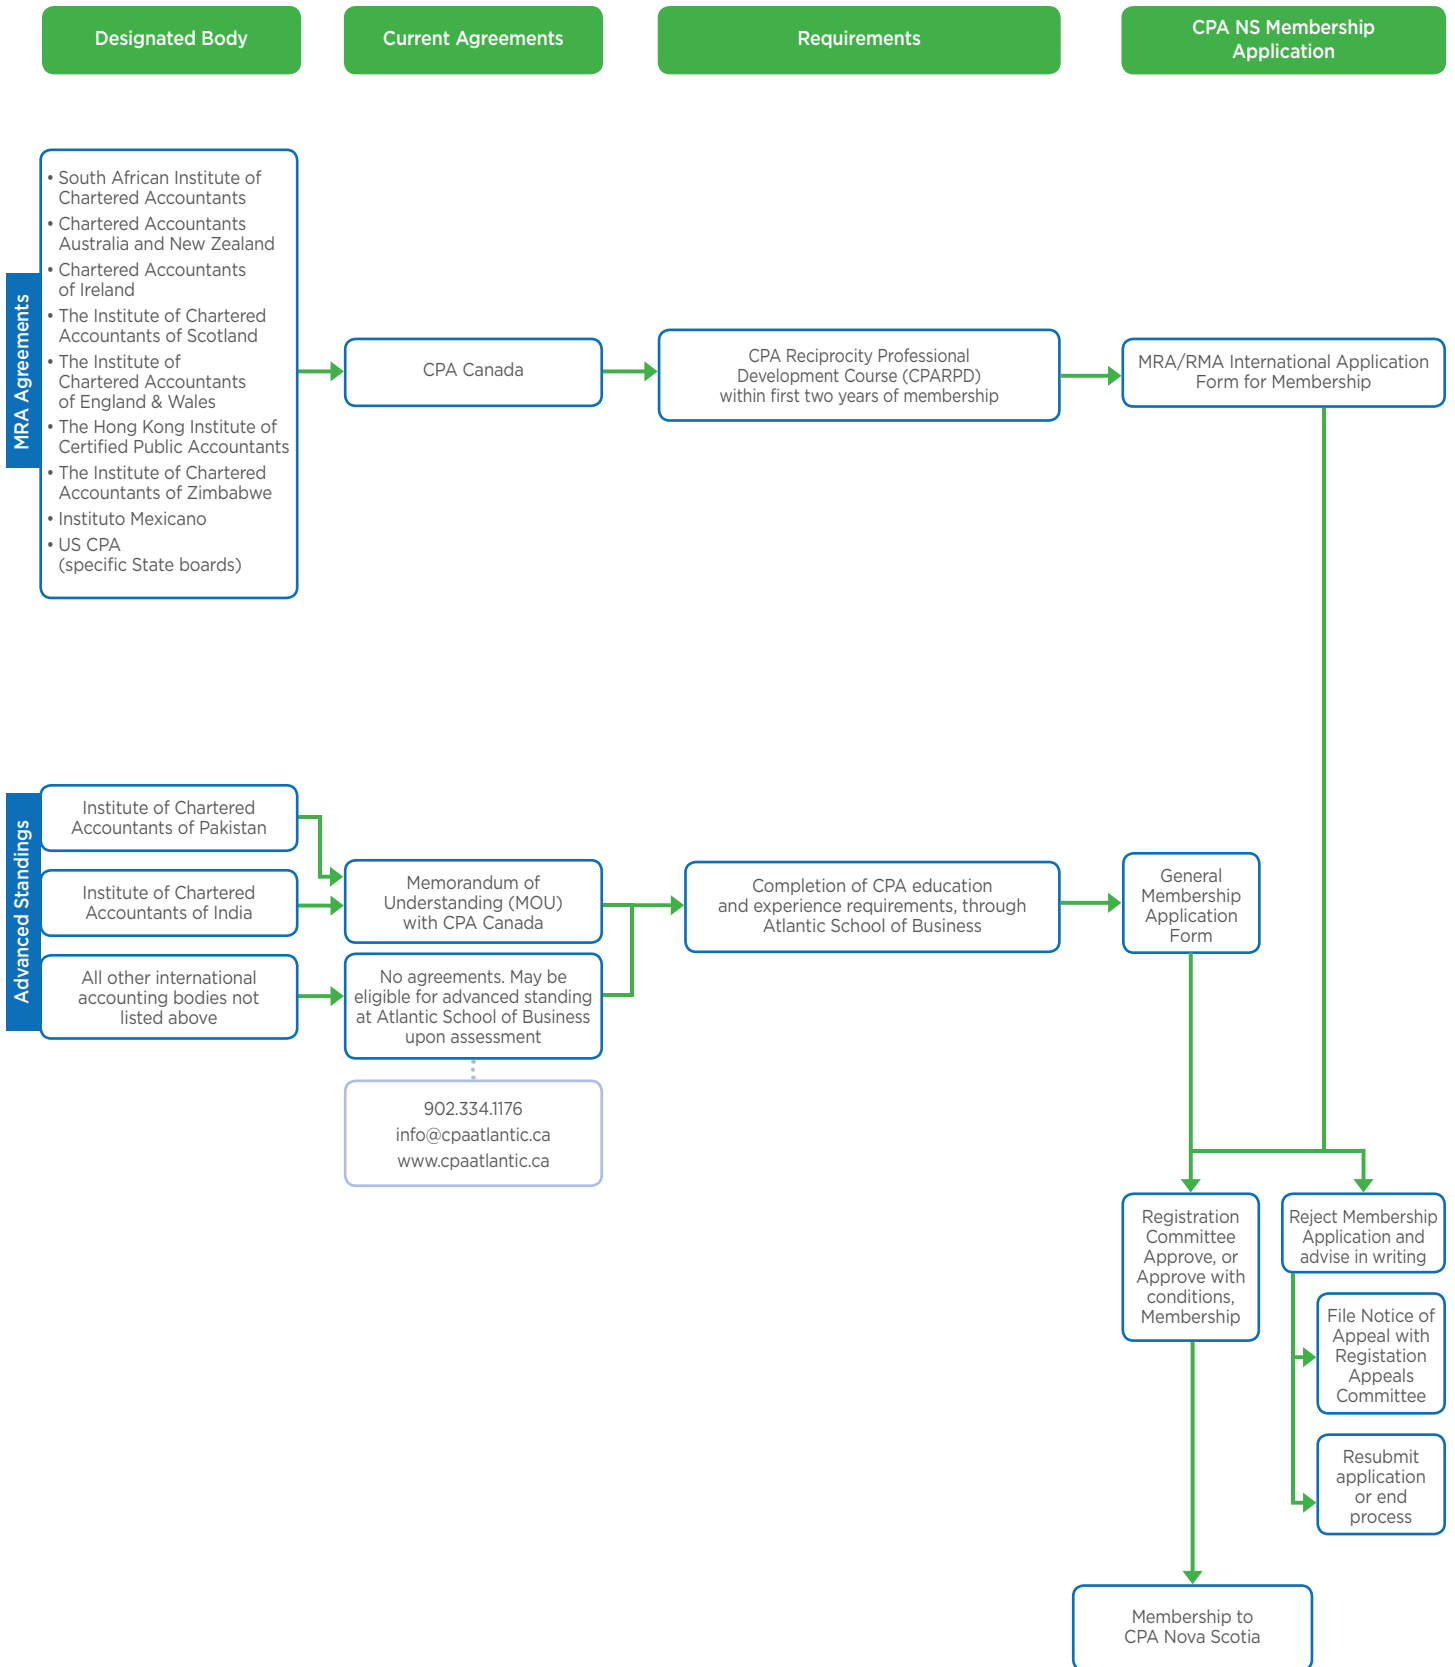 Designated Body
Current Agreements
Requirements
CPA NS Membership
Application
MRA Agreements
• South African Institute of
Chartered Accountants
• Chartered Accountants
Australia and New Zealand
• Chartered Accountants
of Ireland
• The Institute of Chartered
Accountants of Scotland
• The Institute of
Chartered Accountants
of England & Wales
• The Hong Kong Institute of
Certified Public Accountants
• The Institute of Chartered
Accountants of Zimbabwe
• Instituto Mexicano
• US CPA
(specific State boards)
CPA Canada
CPA Reciprocity Professional
Development Course (CPARPD)
within first two years of membership
MRA/RMA International Application
Form for Membership
Advanced Standings
Institute of Chartered
Accountants of Pakistan
Institute of Chartered
Accountants of India
All other international
accounting bodies not
listed above
Memorandum of
Understanding (MOU)
with CPA Canada
No agreements. May be
eligible for advanced standing
at Atlantic School of Business
upon assessment
902.334.1176
info@cpaatlantic.ca
www.cpaatlantic.ca
Completion of CPA education
and experience requirements, through
Atlantic School of Business
General
Membership
Application
Form
Registration
Committee
Approve, or
Approve with
conditions,
Membership
Reject Membership
Application and
advise in writing
File Notice of
Appeal with
Registation
Appeals
Committee
Resubmit
application
or end
process
Membership to
CPA Nova Scotia